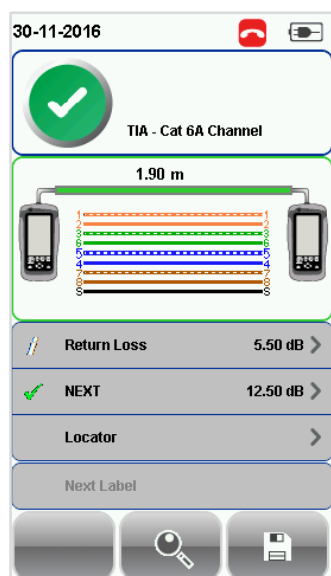 30-11-2016
TIA - Cat 6A Channel
1.90 m
1 1
2 2
3 3
6 6
5 5
4 4
7 7
8 8
S S
Return Loss 5.50 dB
NEXT 12.50 dB
Locator
Next Label